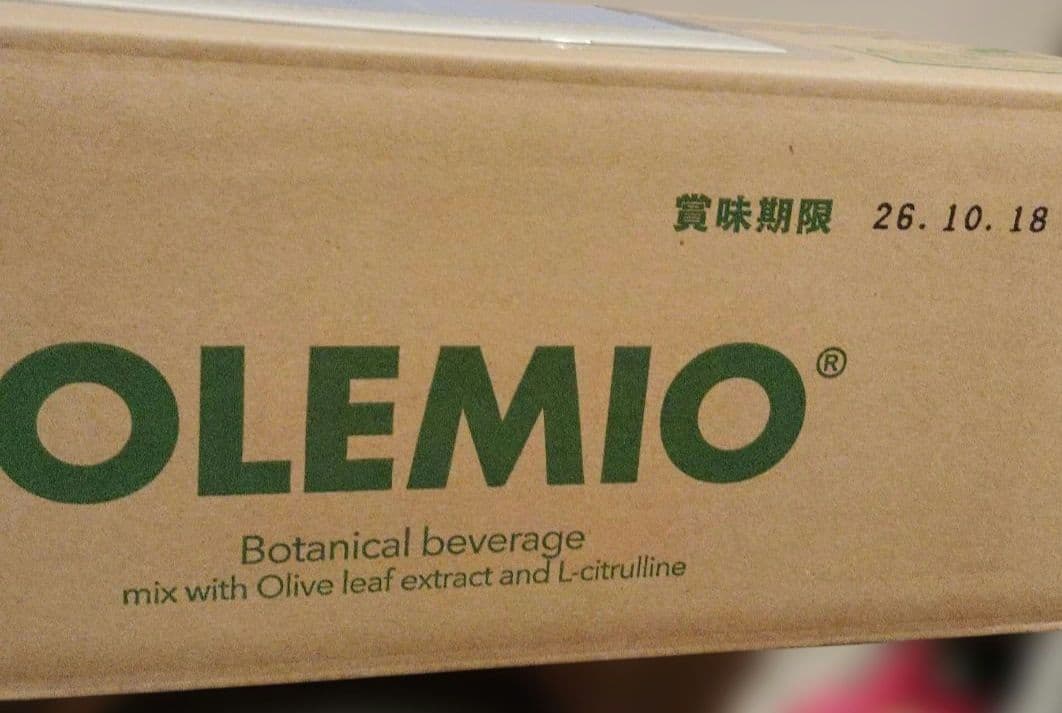 賞味期限 26.10.18
OLEMIO®
Botanical beverage
mix with Olive leaf extract and L-citrulline